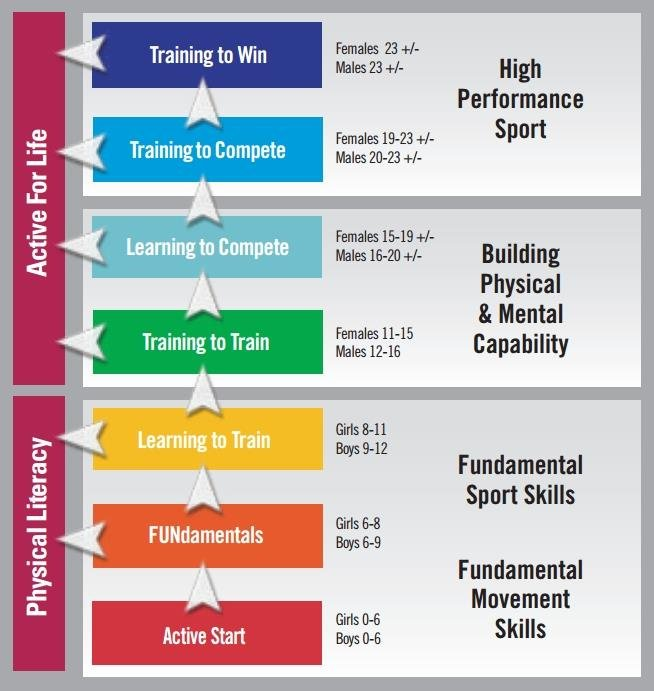 Active For Life
Training to Win
Females 23 +/-
Males 23 +/-
High
Performance
Sport
Training to Compete
Females 19-23 +/-
Males 20-23 +/-
Learning to Compete
Females 15-19 +/-
Males 16-20 +/-
Building
Physical
& Mental
Capability
Training to Train
Females 11-15
Males 12-16
Physical Literacy
Learning to Train
Girls 8-11
Boys 9-12
Fundamental
Sport Skills
FUNdamentals
Girls 6-8
Boys 6-9
Fundamental
Movement
Skills
Active Start
Girls 0-6
Boys 0-6